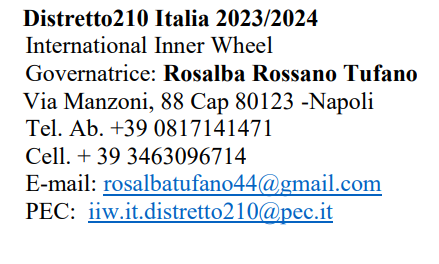 Distretto210 Italia 2023/2024
International Inner Wheel
Governatrice: Rosalba Rossano Tufano
Via Manzoni, 88 Cap 80123 -Napoli
Tel. Ab. +39 0817141471
Cell. + 39 3463096714
E-mail: rosalbatufano44@gmail.com
PEC: iiw.it.distretto210@pec.it